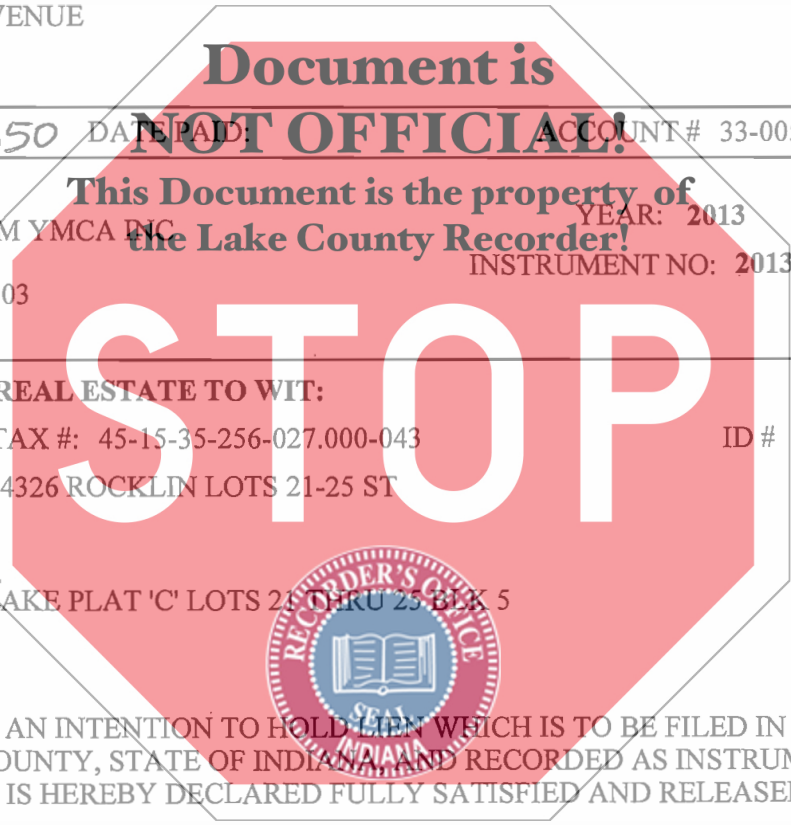 VENUE
Document is
50 DATE PAID: ACCOUNT # 33-00
NOT OFFICIAL!
This Document is the property of
M YMCA INC YEAR: 2013
the Lake County Recorder!
INSTRUMENT NO: 2013
03
STOP
REAL ESTATE TO WIT:
TAX #: 45-15-35-256-027.000-043 ID #
4326 ROCKLIN LOTS 21-25 ST
AKE PLAT 'C' LOTS 21 THRU 25 BLK 5
RECORDER'S OFFICE
SEAL
INDIANA
AN INTENTION TO HOLD LIEN WHICH IS TO BE FILED IN
OUNTY, STATE OF INDIANA, AND RECORDED AS INSTRUM
IS HEREBY DECLARED FULLY SATISFIED AND RELEASE